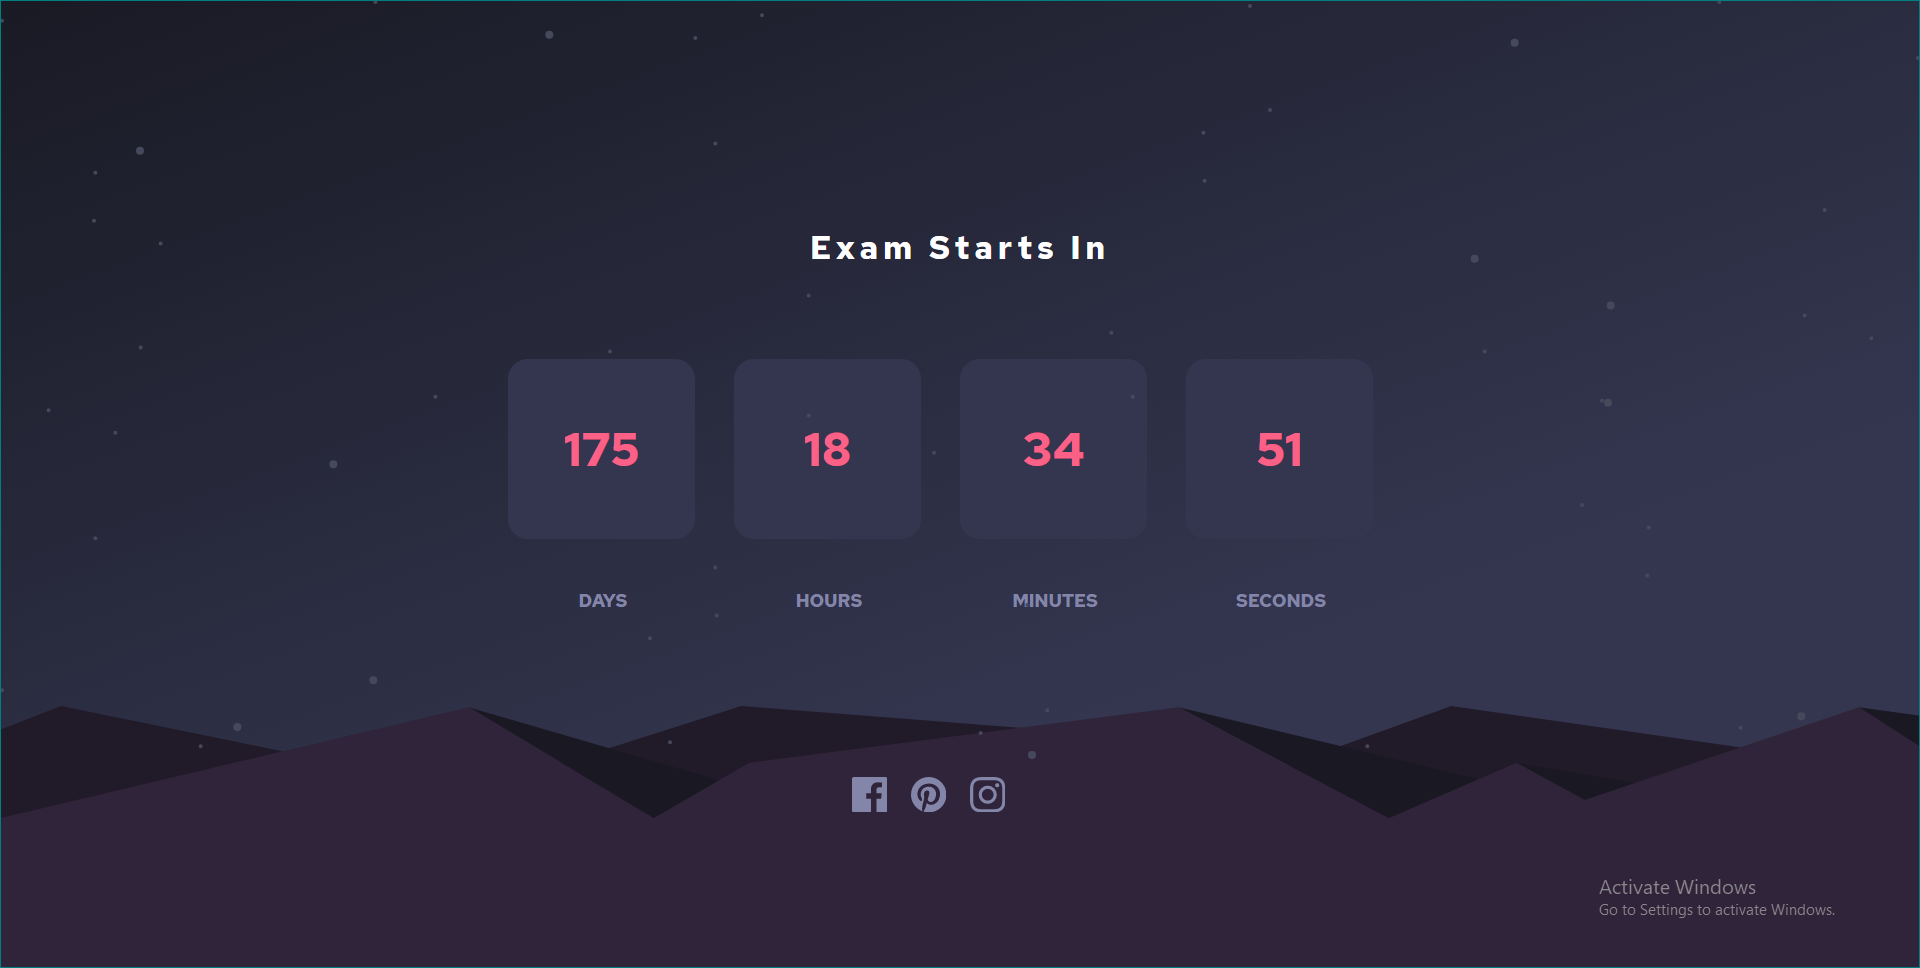 Exam Starts In
175 18 34 51
DAYS HOURS MINUTES SECONDS
Activate Windows
Go to Settings to activate Windows.